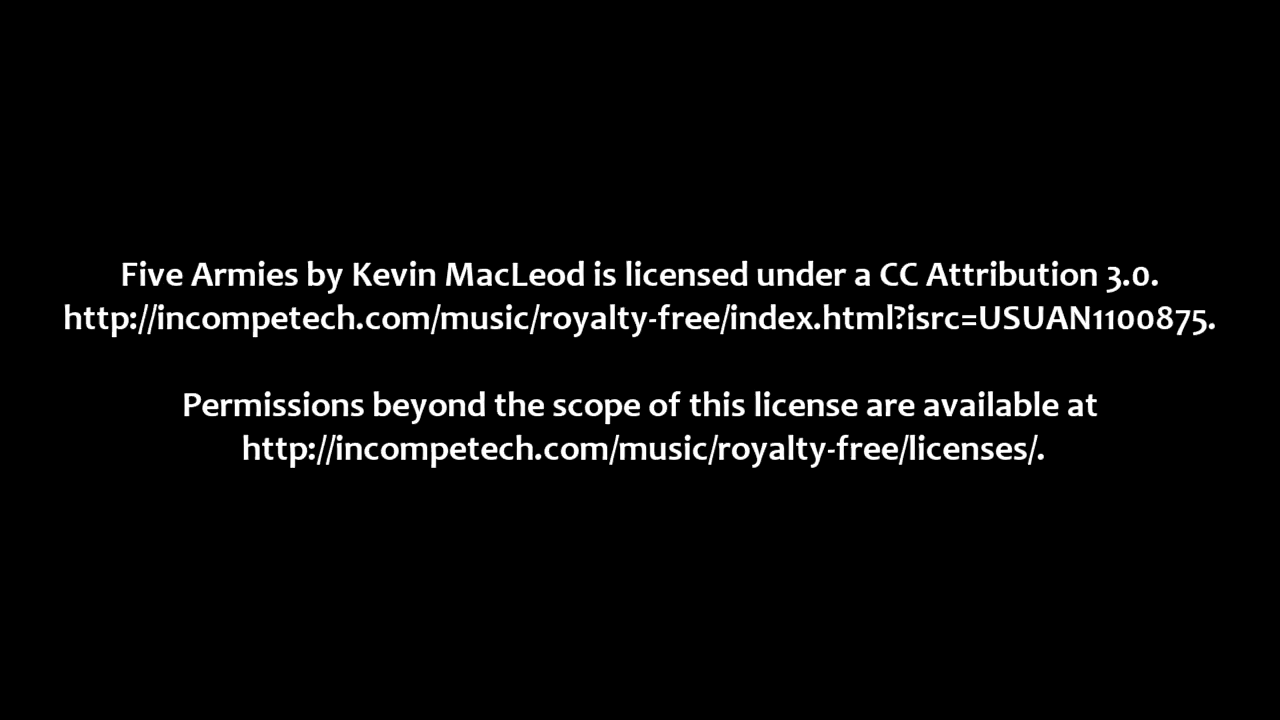 Five Armies by Kevin MacLeod is licensed under a CC Attribution 3.0.
http://incompetech.com/music/royalty-free/index.html?isrc=USUAN1100875.
Permissions beyond the scope of this license are available at
http://incompetech.com/music/royalty-free/licenses/.